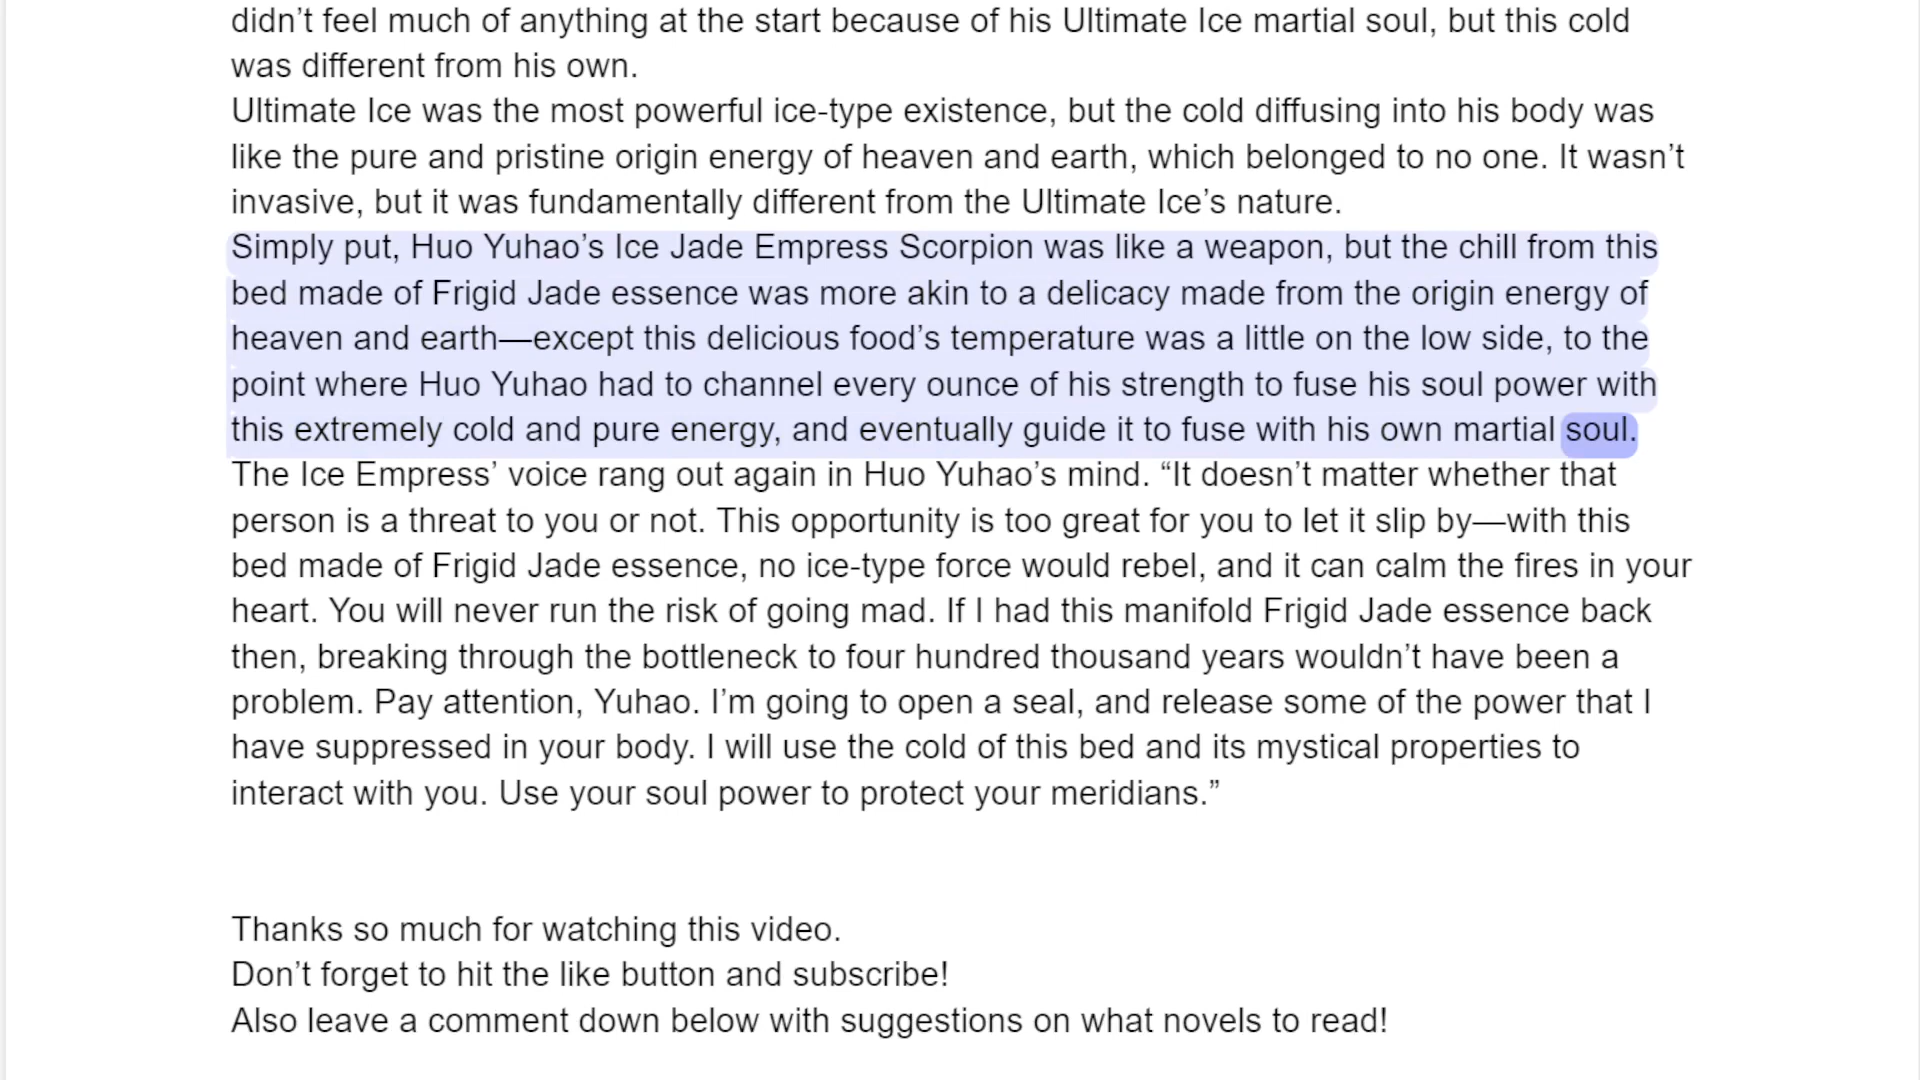 didn’t feel much of anything at the start because of his Ultimate Ice martial soul, but this cold
was different from his own.
Ultimate Ice was the most powerful ice-type existence, but the cold diffusing into his body was
like the pure and pristine origin energy of heaven and earth, which belonged to no one. It wasn’t
invasive, but it was fundamentally different from the Ultimate Ice’s nature.
Simply put, Huo Yuhao’s Ice Jade Empress Scorpion was like a weapon, but the chill from this
bed made of Frigid Jade essence was more akin to a delicacy made from the origin energy of
heaven and earth—except this delicious food’s temperature was a little on the low side, to the
point where Huo Yuhao had to channel every ounce of his strength to fuse his soul power with
this extremely cold and pure energy, and eventually guide it to fuse with his own martial soul.
The Ice Empress’ voice rang out again in Huo Yuhao’s mind. “It doesn’t matter whether that
person is a threat to you or not. This opportunity is too great for you to let it slip by—with this
bed made of Frigid Jade essence, no ice-type force would rebel, and it can calm the fires in your
heart. You will never run the risk of going mad. If I had this manifold Frigid Jade essence back
then, breaking through the bottleneck to four hundred thousand years wouldn’t have been a
problem. Pay attention, Yuhao. I’m going to open a seal, and release some of the power that I
have suppressed in your body. I will use the cold of this bed and its mystical properties to
interact with you. Use your soul power to protect your meridians.”
Thanks so much for watching this video.
Don’t forget to hit the like button and subscribe!
Also leave a comment down below with suggestions on what novels to read!